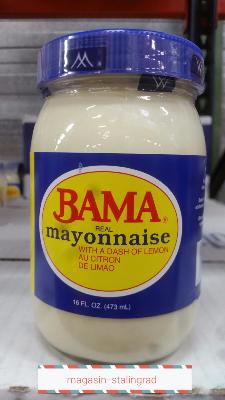 BAMA®
REAL
mayonnaise
WITH A DASH OF LEMON
AU CITRON
DE LIMÃO
16 FL. OZ. (473 mL)
magasin-stalingrad